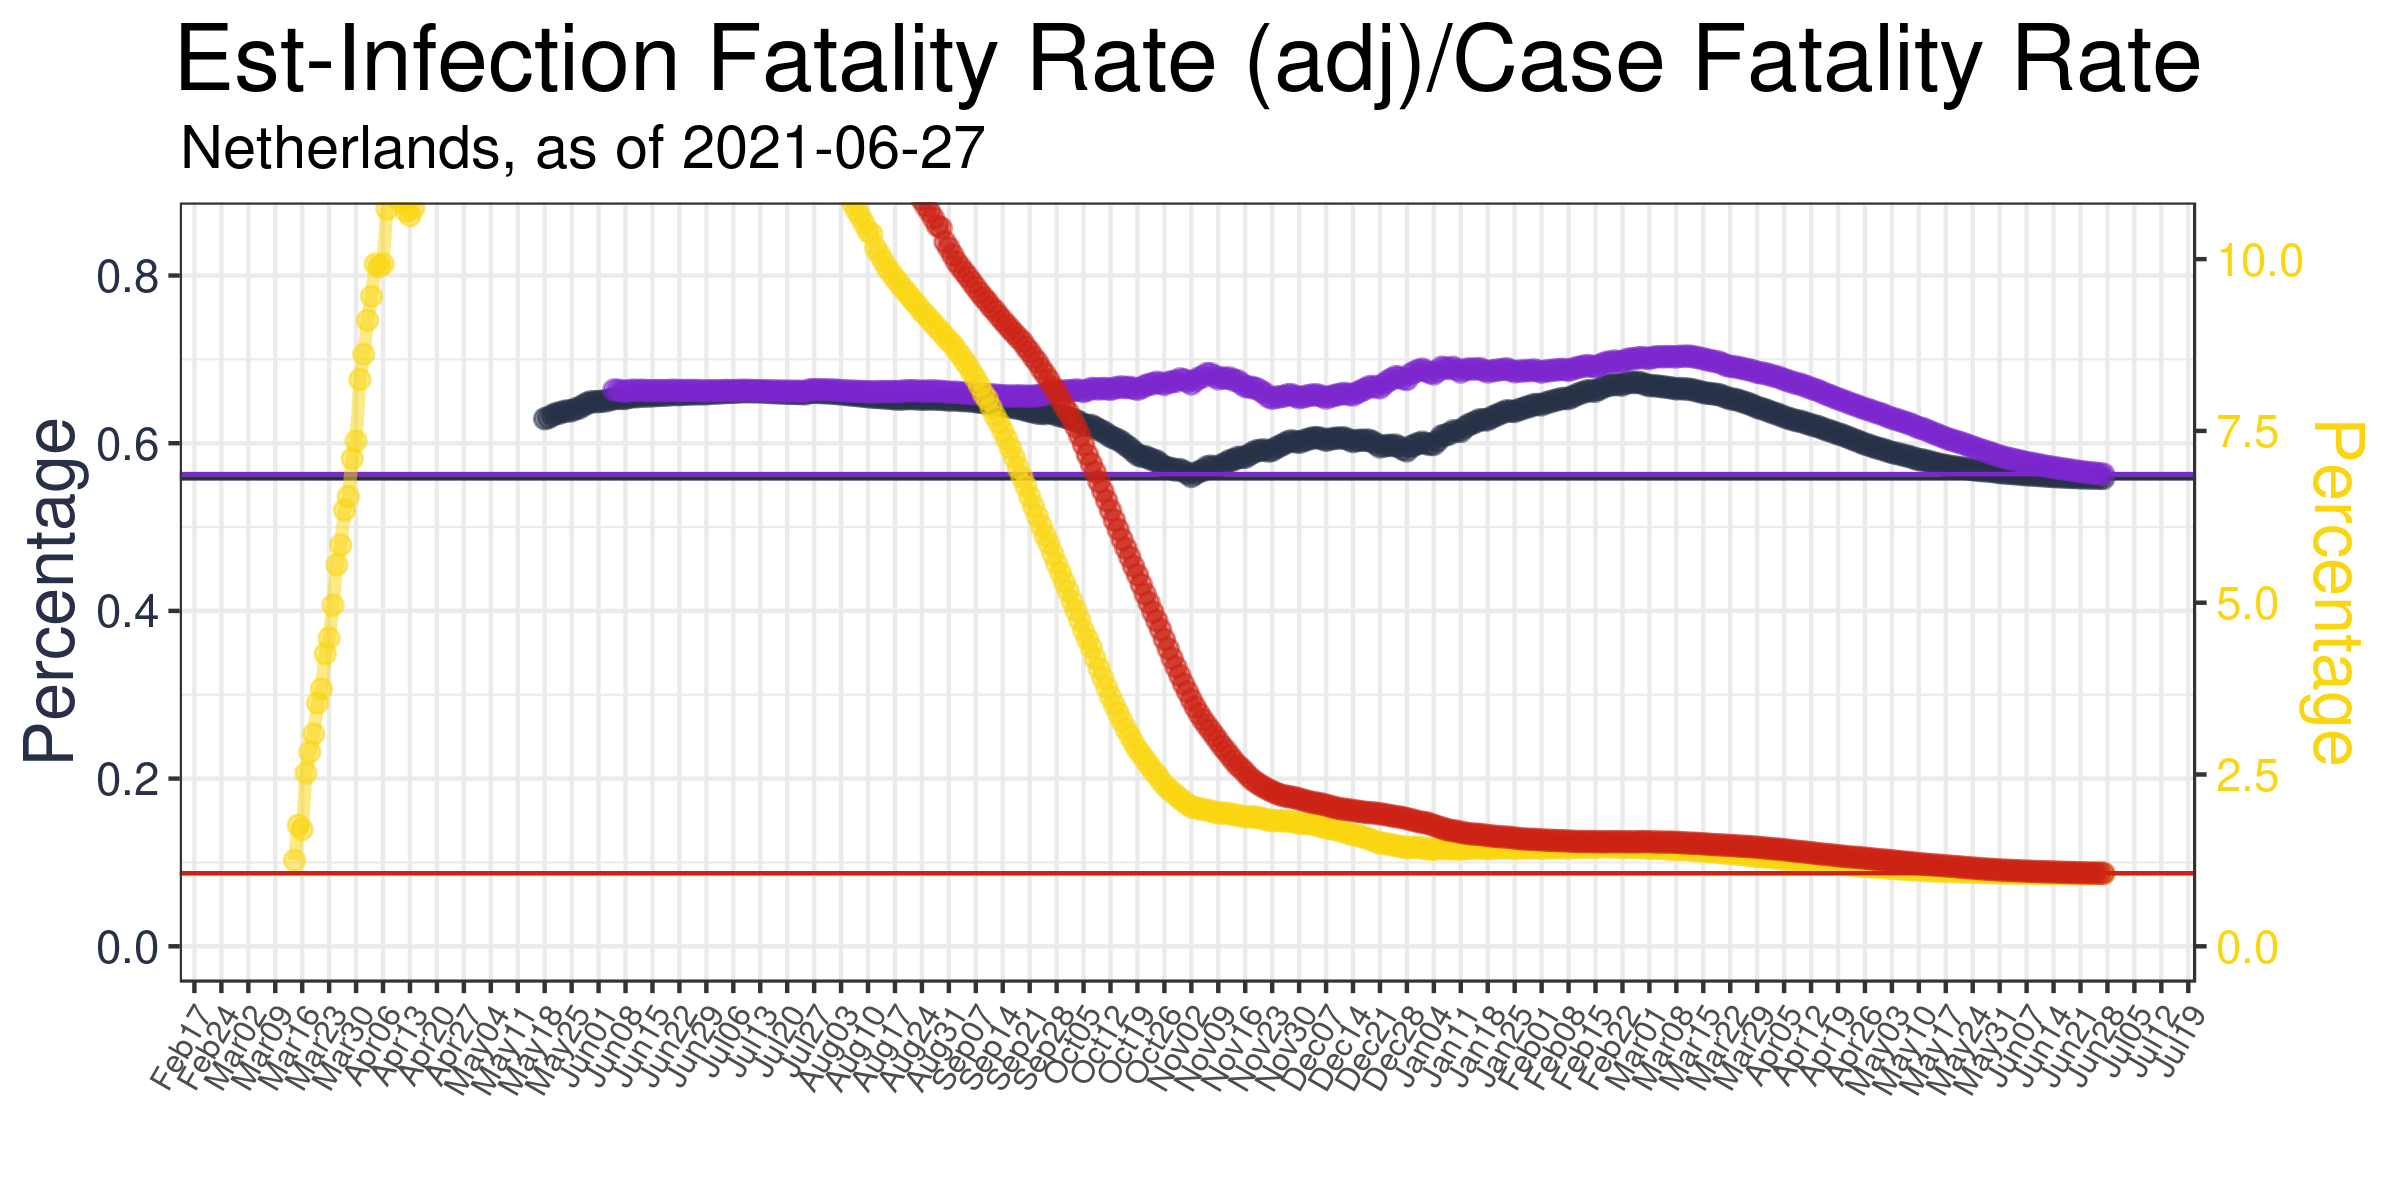 Est-Infection Fatality Rate (adj)/Case Fatality Rate
Netherlands, as of 2021-06-27
Percentage
0.8
0.6
0.4
0.2
0.0
10.0
7.5
5.0
2.5
0.0
Percentage
Feb17
Feb24
Mar02
Mar09
Mar16
Mar23
Mar30
Apr06
Apr13
Apr20
Apr27
May04
May11
May18
May25
Jun01
Jun08
Jun15
Jun22
Jun29
Jul06
Jul13
Jul20
Jul27
Aug03
Aug10
Aug17
Aug24
Aug31
Sep07
Sep14
Sep21
Sep28
Oct05
Oct12
Oct19
Oct26
Nov02
Nov09
Nov16
Nov23
Nov30
Dec07
Dec14
Dec21
Dec28
Jan04
Jan11
Jan18
Jan25
Feb01
Feb08
Feb15
Feb22
Mar01
Mar08
Mar15
Mar22
Mar29
Apr05
Apr12
Apr19
Apr26
May03
May10
May17
May24
May31
Jun07
Jun14
Jun21
Jun28
Jul05
Jul12
Jul19